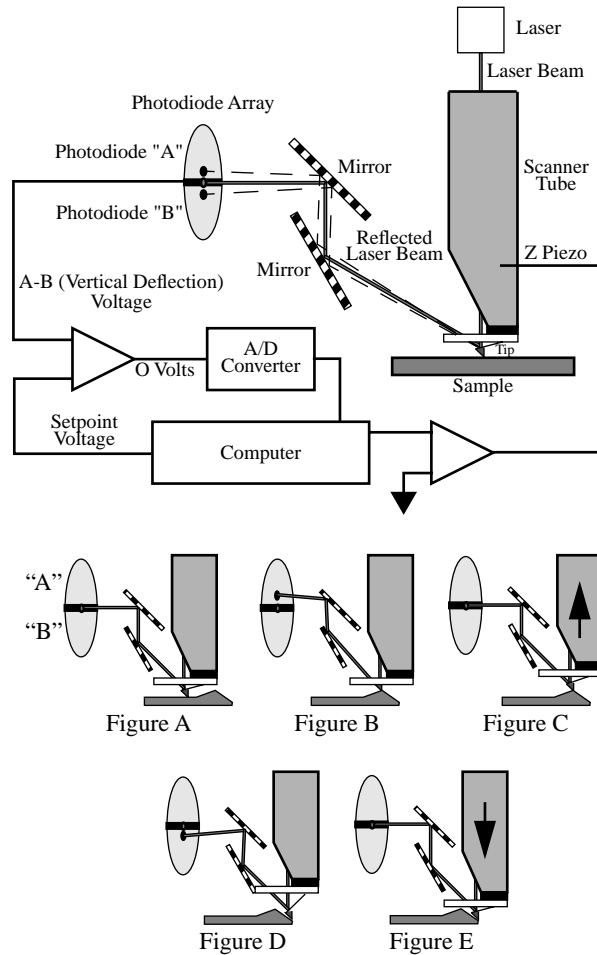 Laser
Laser Beam
Photodiode Array
Photodiode "A"
Mirror
Scanner
Tube
Photodiode "B"
Reflected
Laser Beam
Z Piezo
Mirror
A-B (Vertical Deflection)
Voltage
Tip
A/D
Converter
O Volts
Sample
Setpoint
Voltage
Computer
“A”
“B”
Figure A
Figure B
Figure C
Figure D
Figure E